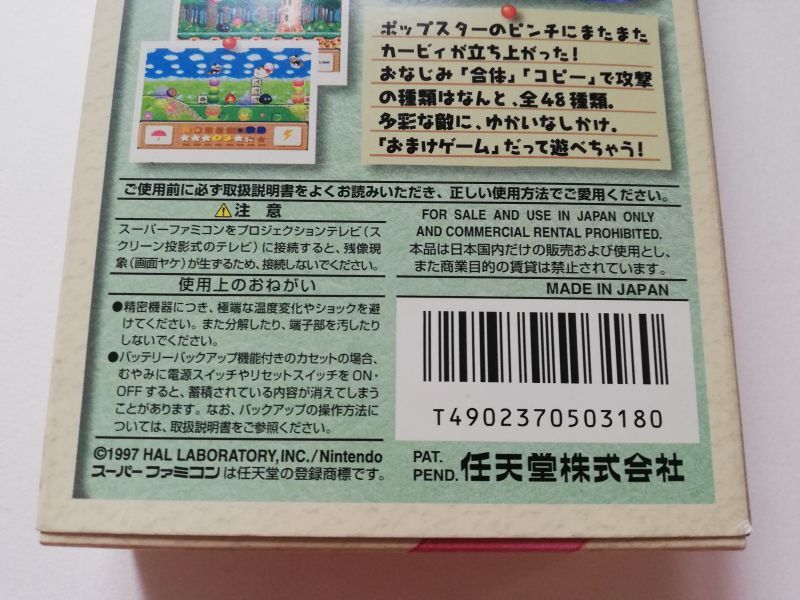 ポップスターのピンチにまたまた
カービィが立ち上がった！
おなじみ「合体」「コピー」で攻撃
の種類はなんと、全48種類。
多彩な敵に、ゆかいなしかけ。
「おまけゲーム」だって遊べちゃう！
ご使用前に必ず取扱説明書をよくお読みいただき、正しい使用方法でご愛用ください。
⚠注 意
スーパーファミコンをプロジェクションテレビ（ス
クリーン投影式のテレビ）に接続すると、残像現
象（画面ヤケ）が生ずるため、接続しないでください。
使用上のおねがい
●精密機器につき、極端な温度変化やショックを避
けてください。また分解したり、端子部を汚したり
しないでください。
●バッテリーバックアップ機能付きのカセットの場合、
むやみに電源スイッチやリセットスイッチをON・
OFFすると、蓄積されている内容が消えてしまう
ことがあります。なお、バックアップの操作方法に
ついては、取扱説明書をご参照ください。
©1997 HAL LABORATORY,INC./Nintendo
スーパーファミコンは任天堂の登録商標です。
FOR SALE AND USE IN JAPAN ONLY
AND COMMERCIAL RENTAL PROHIBITED.
本品は日本国内だけの販売および使用とし、
また商業目的の賃貸は禁止されています。
MADE IN JAPAN
T4902370503180
PAT.
PEND. 任天堂株式会社